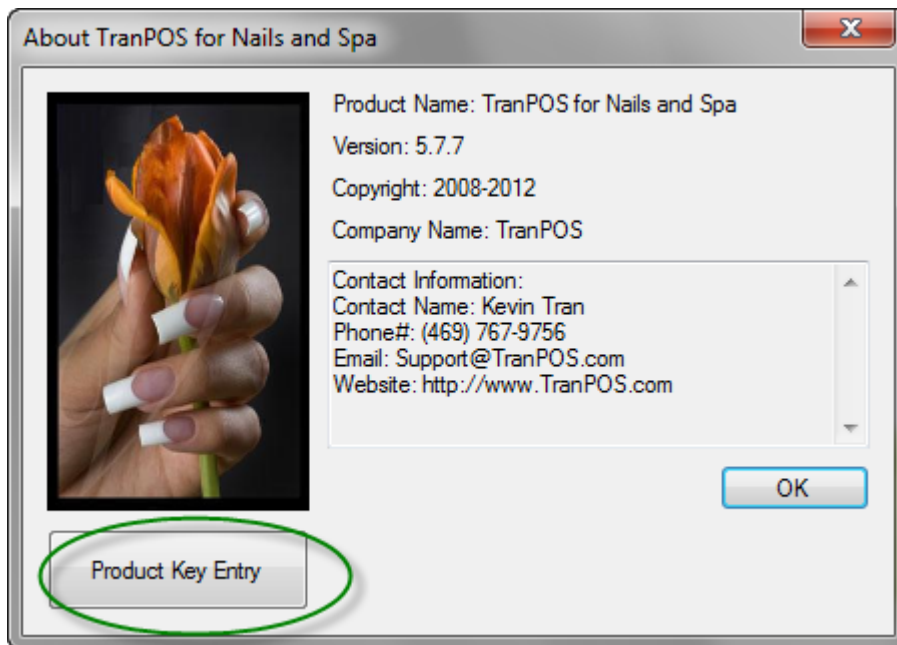 About TranPOS for Nails and Spa
Product Name: TranPOS for Nails and Spa
Version: 5.7.7
Copyright: 2008-2012
Company Name: TranPOS
Contact Information:
Contact Name: Kevin Tran
Phone#: (469) 767-9756
Email: Support@TranPOS.com
Website: http://www.TranPOS.com
OK
Product Key Entry